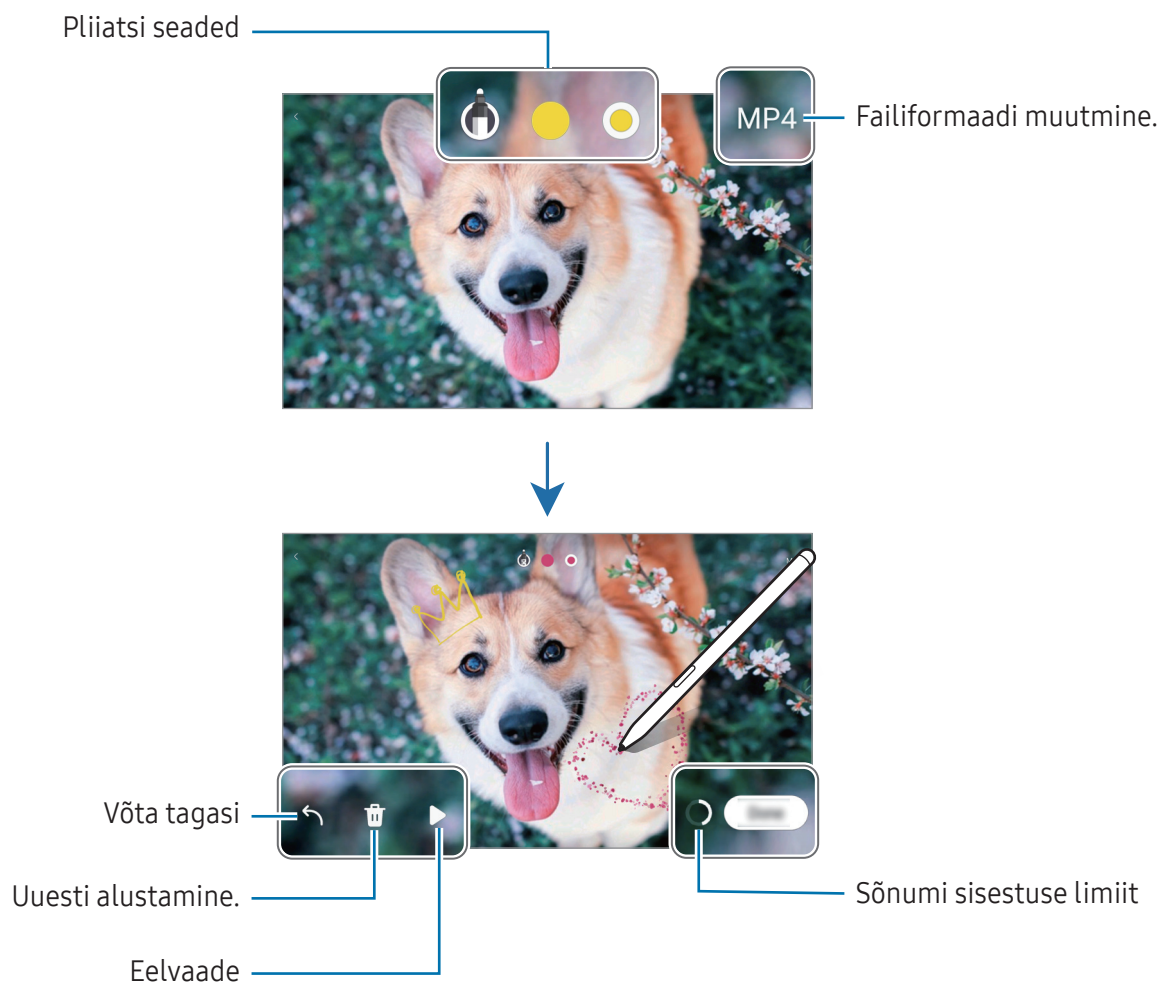 Pliiatsi seaded
MP4
Failiformaadi muutmine.
Võta tagasi
Uuesti alustamine.
Eelvaade
Sõnumi sisestuse limiit